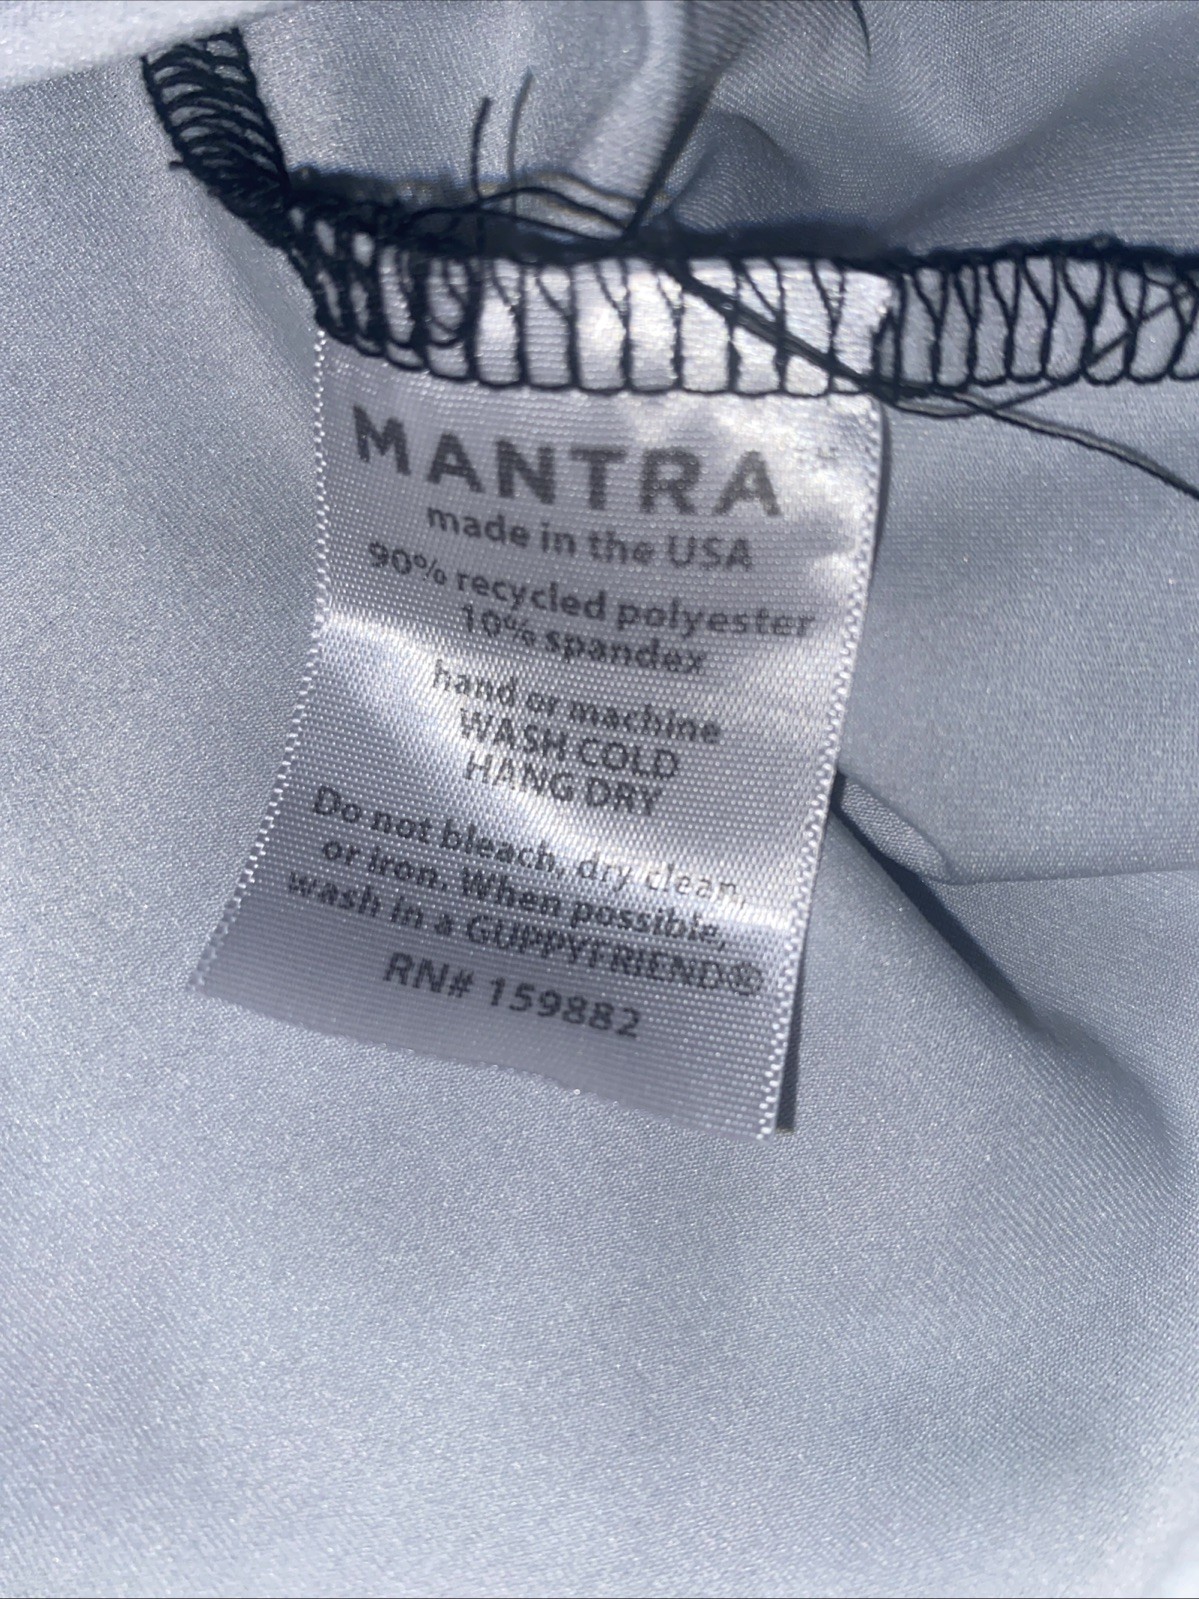 MANTRA
made in the USA
90% recycled polyester
10% spandex
hand or machine
WASH COLD
HANG DRY
Do not bleach, dry clean,
or iron. When possible,
wash in a GUPPYFRIEND®
RN# 159882